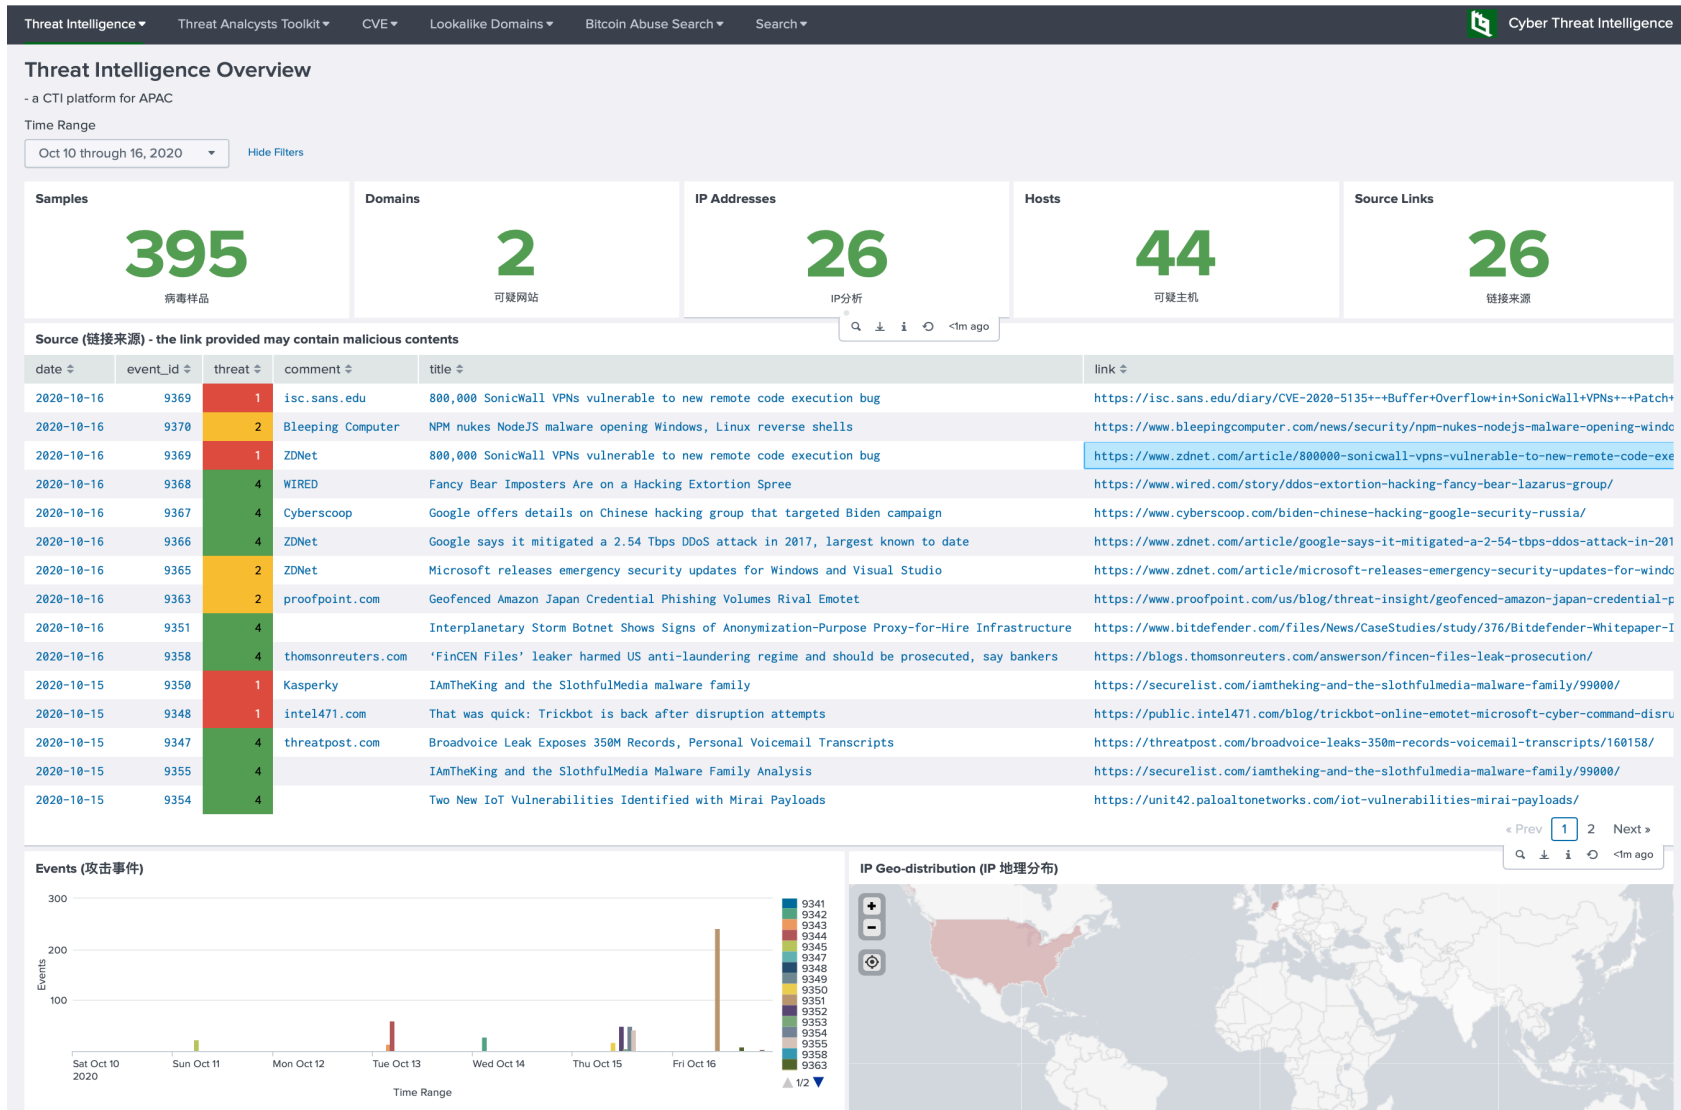 Threat Intelligence Threat Analcysts Toolkit CVE Lookalike Domains Bitcoin Abuse Search Search Cyber Threat Intelligence
Threat Intelligence Overview
- a CTI platform for APAC
Time Range
Oct 10 through 16, 2020 Hide Filters
Samples Domains IP Addresses Hosts Source Links
395 2 26 44 26
病毒样品 可疑网站 IP分析 可疑主机 链接来源
<1m ago
Source (链接来源) - the link provided may contain malicious contents
date event_id threat comment title link
2020-10-16 9369 1 isc.sans.edu 800,000 SonicWall VPNs vulnerable to new remote code execution bug https://isc.sans.edu/diary/CVE-2020-5135+-+Buffer+Overflow+in+SonicWall+VPNs+-+Patch+
2020-10-16 9370 2 Bleeping Computer NPM nukes NodeJS malware opening Windows, Linux reverse shells https://www.bleepingcomputer.com/news/security/npm-nukes-nodejs-malware-opening-windo
2020-10-16 9369 1 ZDNet 800,000 SonicWall VPNs vulnerable to new remote code execution bug https://www.zdnet.com/article/800000-sonicwall-vpns-vulnerable-to-new-remote-code-exe
2020-10-16 9368 4 WIRED Fancy Bear Imposters Are on a Hacking Extortion Spree https://www.wired.com/story/ddos-extortion-hacking-fancy-bear-lazarus-group/
2020-10-16 9367 4 Cyberscoop Google offers details on Chinese hacking group that targeted Biden campaign https://www.cyberscoop.com/biden-chinese-hacking-google-security-russia/
2020-10-16 9366 4 ZDNet Google says it mitigated a 2.54 Tbps DDoS attack in 2017, largest known to date https://www.zdnet.com/article/google-says-it-mitigated-a-2-54-tbps-ddos-attack-in-201
2020-10-16 9365 2 ZDNet Microsoft releases emergency security updates for Windows and Visual Studio https://www.zdnet.com/article/microsoft-releases-emergency-security-updates-for-windo
2020-10-16 9363 2 proofpoint.com Geofenced Amazon Japan Credential Phishing Volumes Rival Emotet https://www.proofpoint.com/us/blog/threat-insight/geofenced-amazon-japan-credential-p
2020-10-16 9351 4 Interplanetary Storm Botnet Shows Signs of Anonymization-Purpose Proxy-for-Hire Infrastructure https://www.bitdefender.com/files/News/CaseStudies/study/376/Bitdefender-Whitepaper-I
2020-10-16 9358 4 thomsonreuters.com ‘FinCEN Files’ leaker harmed US anti-laundering regime and should be prosecuted, say bankers https://blogs.thomsonreuters.com/answerson/fincen-files-leak-prosecution/
2020-10-15 9350 1 Kasperky IAmTheKing and the SlothfulMedia malware family https://securelist.com/iamtheking-and-the-slothfulmedia-malware-family/99000/
2020-10-15 9348 1 intel471.com That was quick: Trickbot is back after disruption attempts https://public.intel471.com/blog/trickbot-online-emotet-microsoft-cyber-command-disru
2020-10-15 9347 4 threatpost.com Broadvoice Leak Exposes 350M Records, Personal Voicemail Transcripts https://threatpost.com/broadvoice-leaks-350m-records-voicemail-transcripts/160158/
2020-10-15 9355 4 IAmTheKing and the SlothfulMedia Malware Family Analysis https://securelist.com/iamtheking-and-the-slothfulmedia-malware-family/99000/
2020-10-15 9354 4 Two New IoT Vulnerabilities Identified with Mirai Payloads https://unit42.paloaltonetworks.com/iot-vulnerabilities-mirai-payloads/
« Prev 1 2 Next »
<1m ago
Events (攻击事件)
300
200
100
Events
Sat Oct 10 Sun Oct 11 Mon Oct 12 Tue Oct 13 Wed Oct 14 Thu Oct 15 Fri Oct 16
2020
Time Range
9341
9342
9343
9344
9345
9347
9348
9349
9350
9351
9352
9353
9354
9355
9358
9363
1/2
IP Geo-distribution (IP 地理分布)